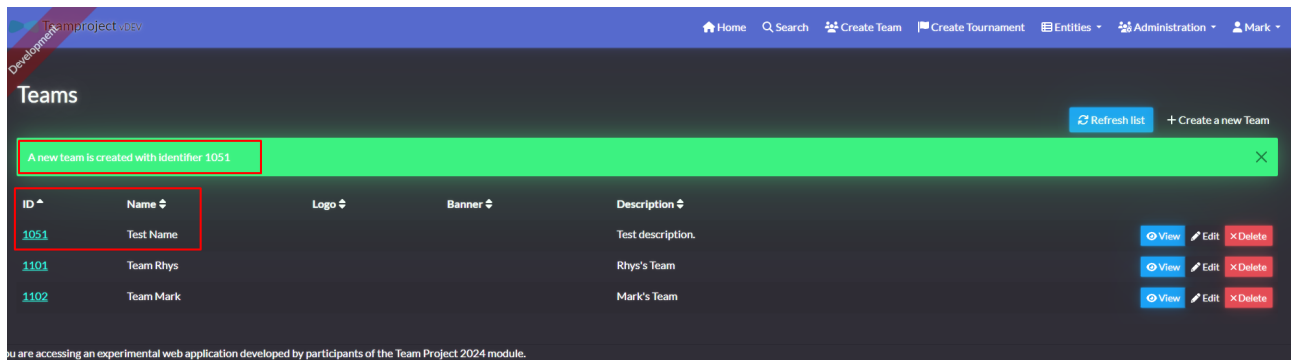 Teamproject vDEV
Home Search Create Team Create Tournament Entities Administration Mark
Development
Teams
Refresh list + Create a new Team
A new team is created with identifier 1051
ID Name Logo Banner Description
1051 Test Name Test description. View Edit ×Delete
1101 Team Rhys Rhys's Team View Edit ×Delete
1102 Team Mark Mark's Team View Edit ×Delete
ou are accessing an experimental web application developed by participants of the Team Project 2024 module.